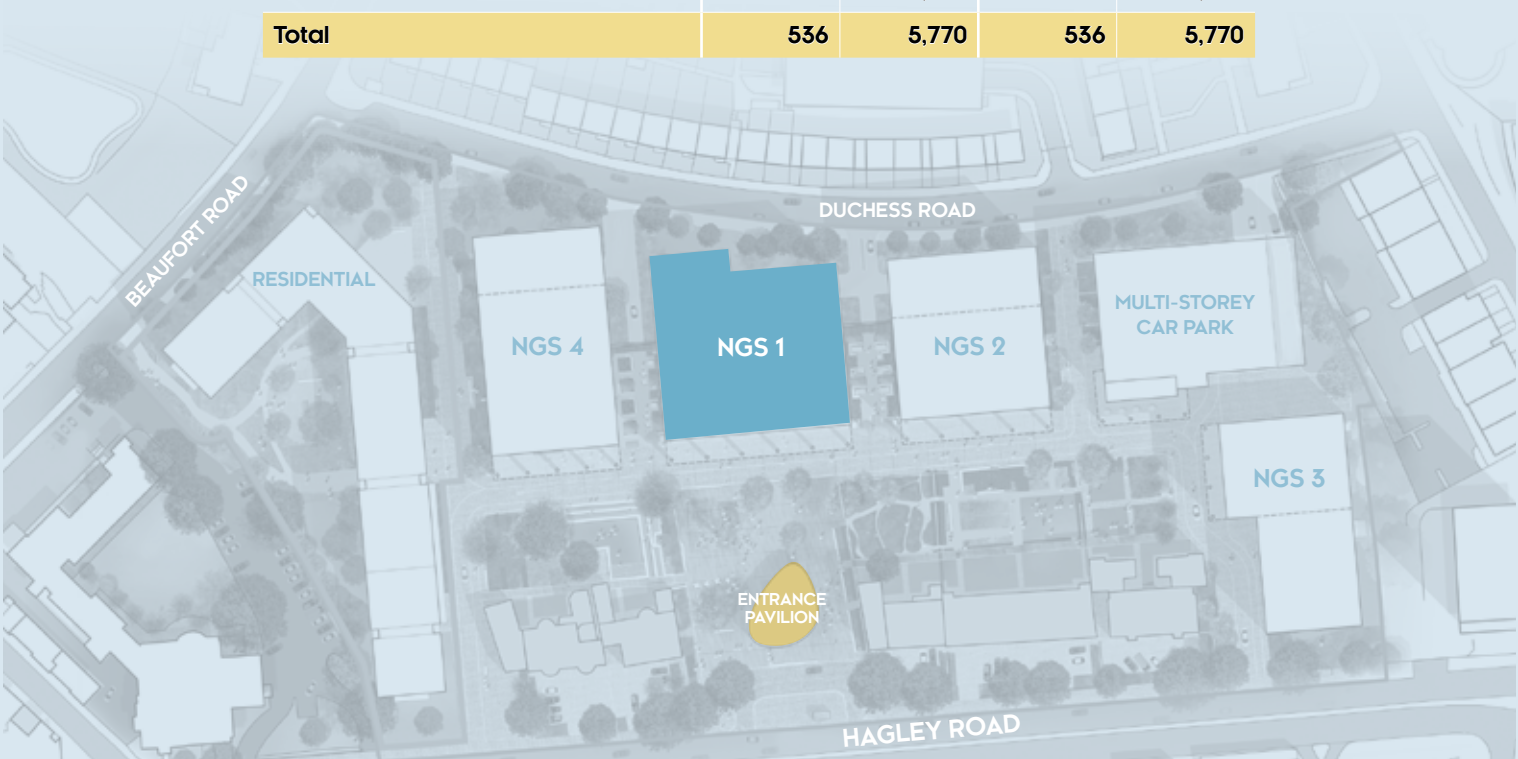 Total 536 5,770 536 5,770
BEAUFORT ROAD
DUCHESS ROAD
RESIDENTIAL
NGS 4
NGS 1
NGS 2
MULTI-STOREY
CAR PARK
NGS 3
ENTRANCE
PAVILION
HAGLEY ROAD